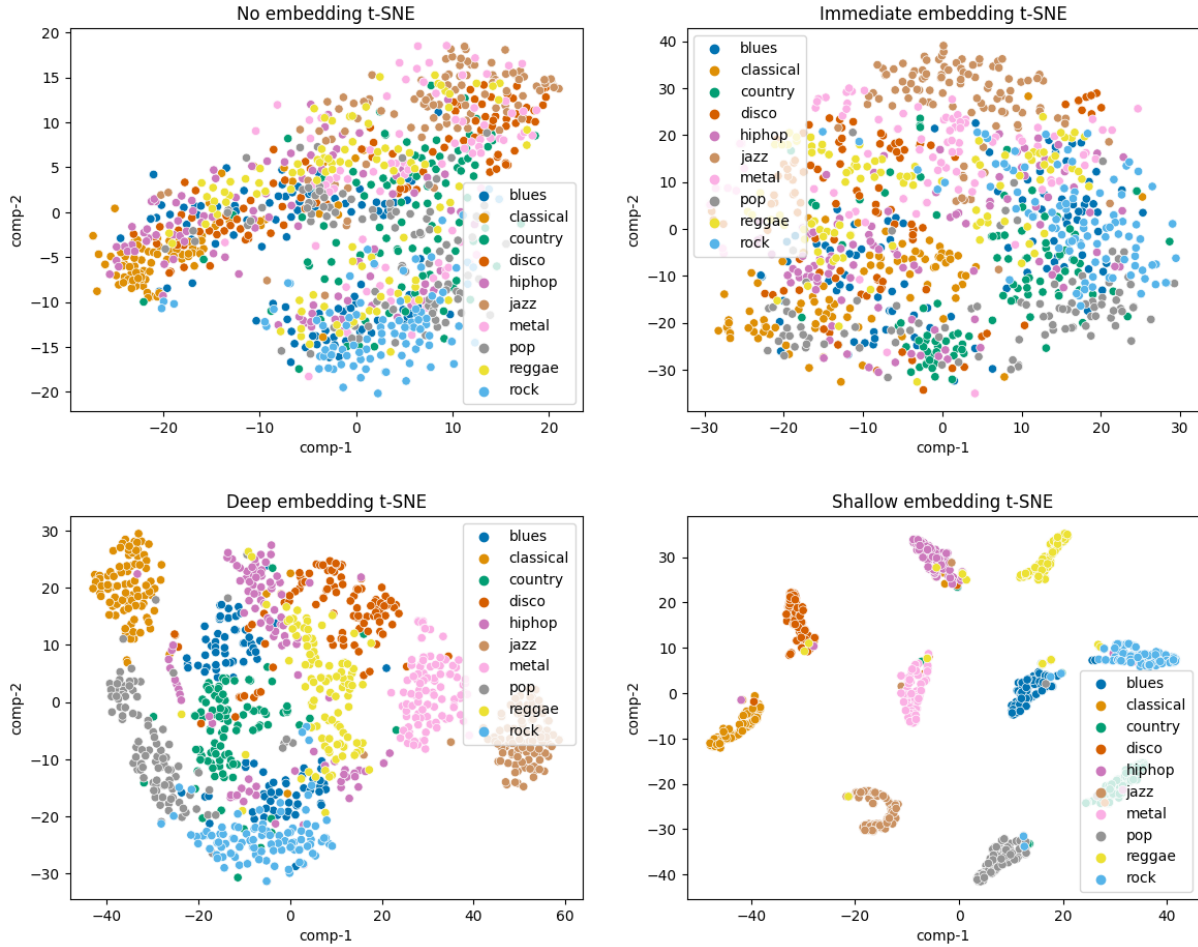 No embedding t-SNE
20
15
10
5
0
−5
−10
−15
−20
comp-2
−20
−10
0
10
20
comp-1
blues
classical
country
disco
hiphop
jazz
metal
pop
reggae
rock
Immediate embedding t-SNE
40
30
20
10
0
−10
−20
−30
comp-2
−30
−20
−10
0
10
20
30
comp-1
blues
classical
country
disco
hiphop
jazz
metal
pop
reggae
rock
Deep embedding t-SNE
30
20
10
0
−10
−20
−30
comp-2
−40
−20
0
20
40
60
comp-1
blues
classical
country
disco
hiphop
jazz
metal
pop
reggae
rock
Shallow embedding t-SNE
30
20
10
0
−10
−20
−30
−40
comp-2
−40
−20
0
20
40
comp-1
blues
classical
country
disco
hiphop
jazz
metal
pop
reggae
rock